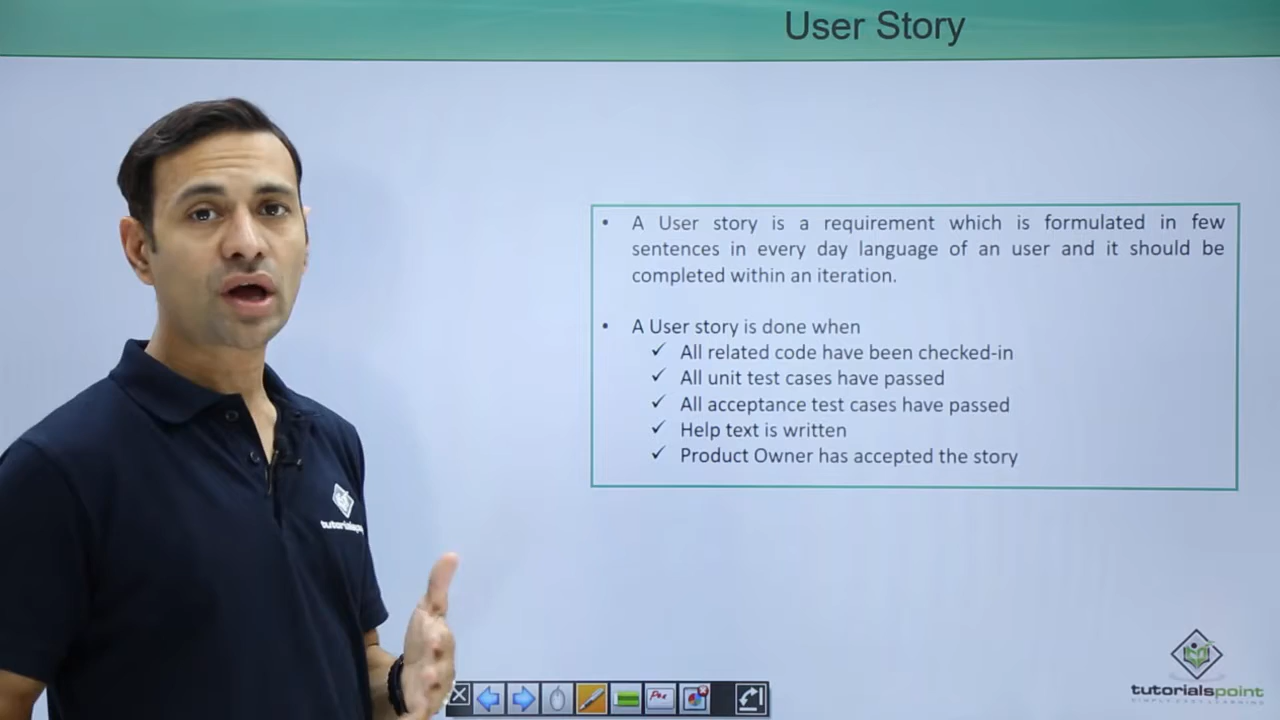 User Story
• A User story is a requirement which is formulated in few
sentences in every day language of an user and it should be
completed within an iteration.
• A User story is done when
✓ All related code have been checked-in
✓ All unit test cases have passed
✓ All acceptance test cases have passed
✓ Help text is written
✓ Product Owner has accepted the story
tutorialspoint
SIMPLY EASY LEARNING